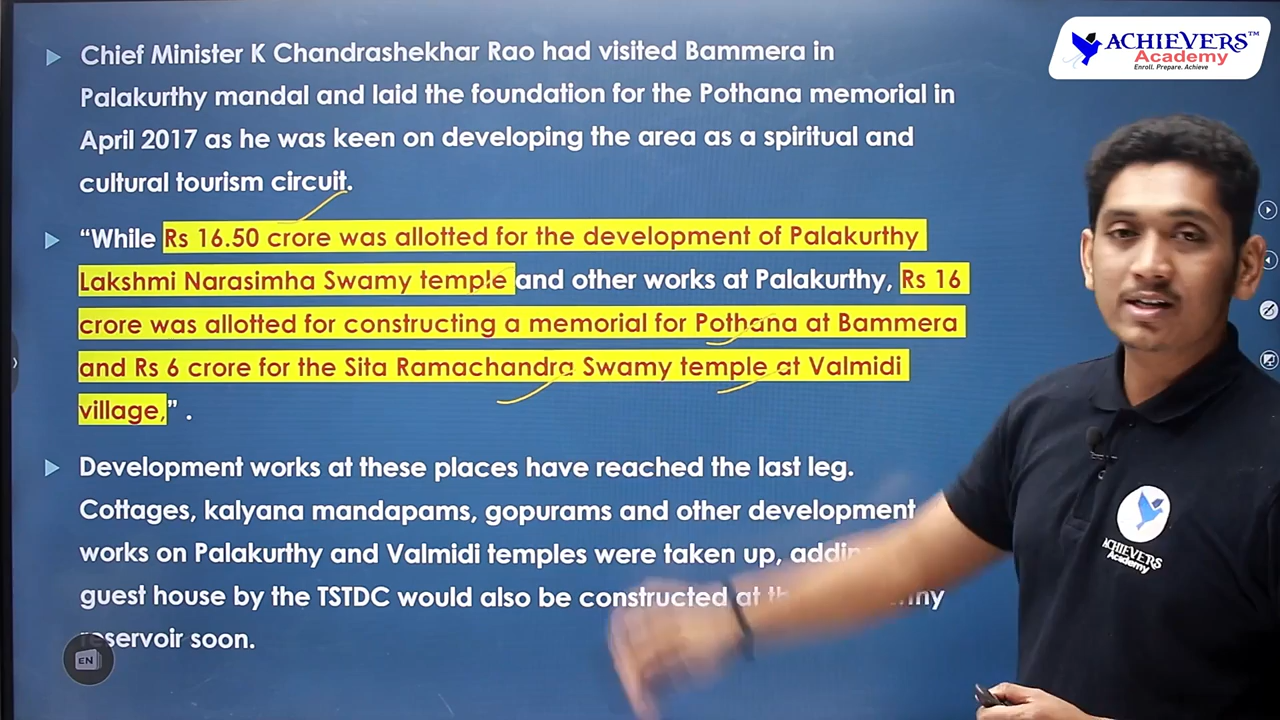 Chief Minister K Chandrashekhar Rao had visited Bammera in
Palakurthy mandal and laid the foundation for the Pothana memorial in
April 2017 as he was keen on developing the area as a spiritual and
cultural tourism circuit.
“While Rs 16.50 crore was allotted for the development of Palakurthy
Lakshmi Narasimha Swamy temple and other works at Palakurthy, Rs 16
crore was allotted for constructing a memorial for Pothana at Bammera
and Rs 6 crore for the Sita Ramachandra Swamy temple at Valmidi
village,” .
Development works at these places have reached the last leg.
Cottages, kalyana mandapams, gopurams and other development
works on Palakurthy and Valmidi temples were taken up,
guest house by the TSTDC would also be constructed at
reservoir soon.
EN
ACHIEVERS™
Academy
Enroll. Prepare. Achieve
ACHIEVERS
Academy